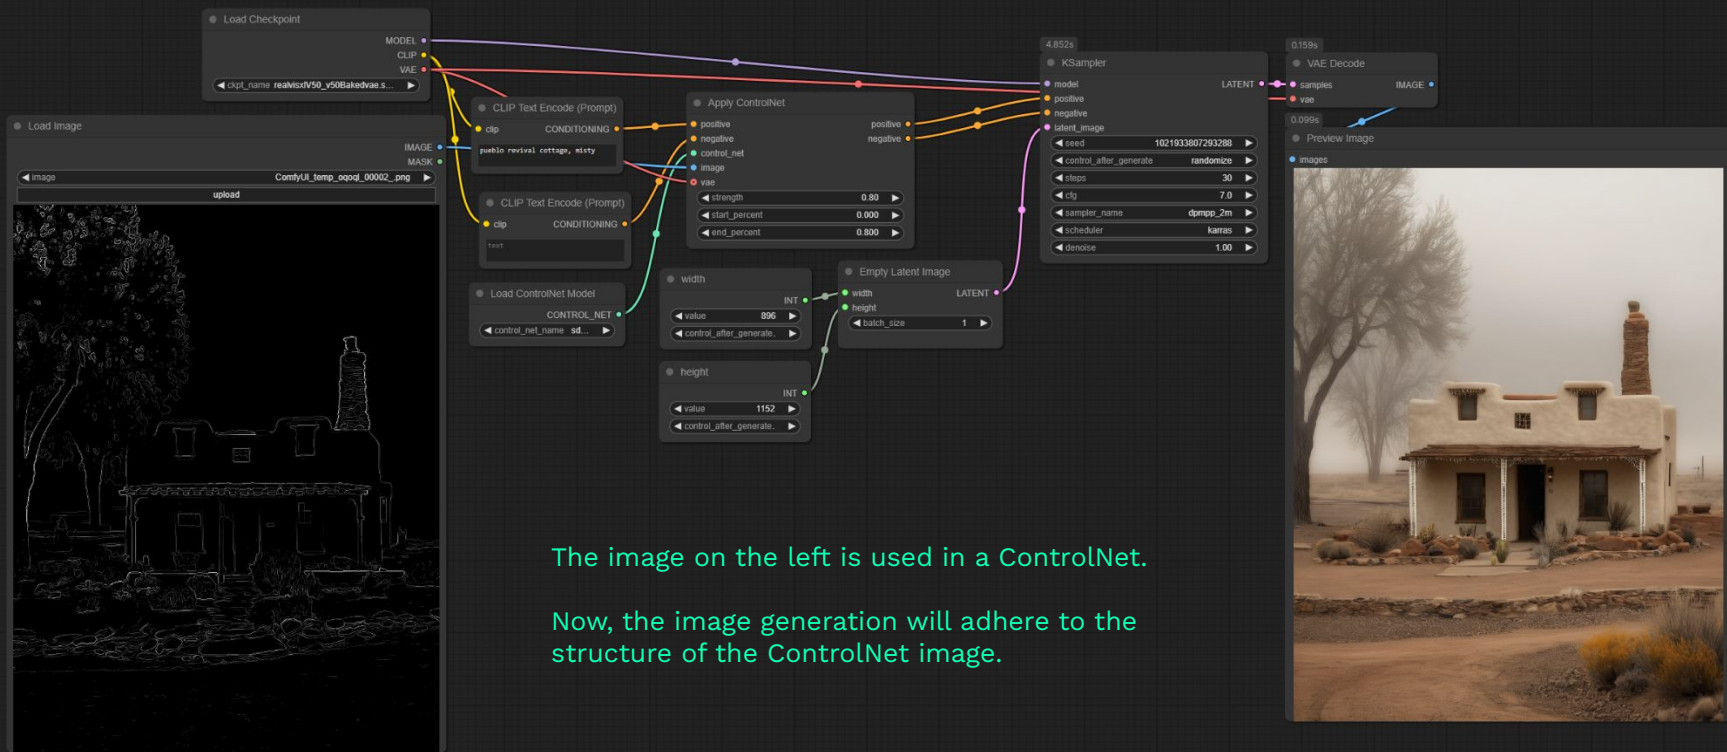 Load Checkpoint
MODEL
CLIP
VAE
ckpt_name realvisxlV50_v50Bakedvae.s...
Load Image
IMAGE
MASK
image ComfyUI_temp_oqoql_00002_.png
upload
CLIP Text Encode (Prompt)
clip CONDITIONING
pueblo revival cottage, misty
CLIP Text Encode (Prompt)
clip CONDITIONING
text
Load ControlNet Model
CONTROL_NET
control_net_name sd...
Apply ControlNet
positive positive
negative negative
control_net
image
vae
strength 0.80
start_percent 0.000
end_percent 0.800
width
INT
value 896
control_after_generate.
height
INT
value 1152
control_after_generate.
Empty Latent Image
width LATENT
height
batch_size 1
4.852s
KSampler
model LATENT
positive
negative
latent_image
seed 1021933807293288
control_after_generate randomize
steps 30
cfg 7.0
sampler_name dpmpp_2m
scheduler karras
denoise 1.00
0.159s
VAE Decode
samples IMAGE
vae
0.099s
Preview Image
images
The image on the left is used in a ControlNet.
Now, the image generation will adhere to the
structure of the ControlNet image.